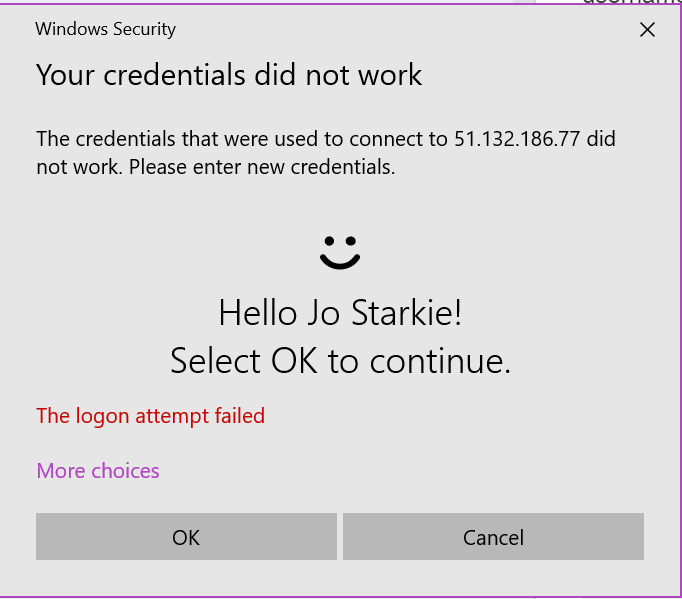 Windows Security
Your credentials did not work
The credentials that were used to connect to 51.132.186.77 did
not work. Please enter new credentials.
Hello Jo Starkie!
Select OK to continue.
The logon attempt failed
More choices
OK
Cancel